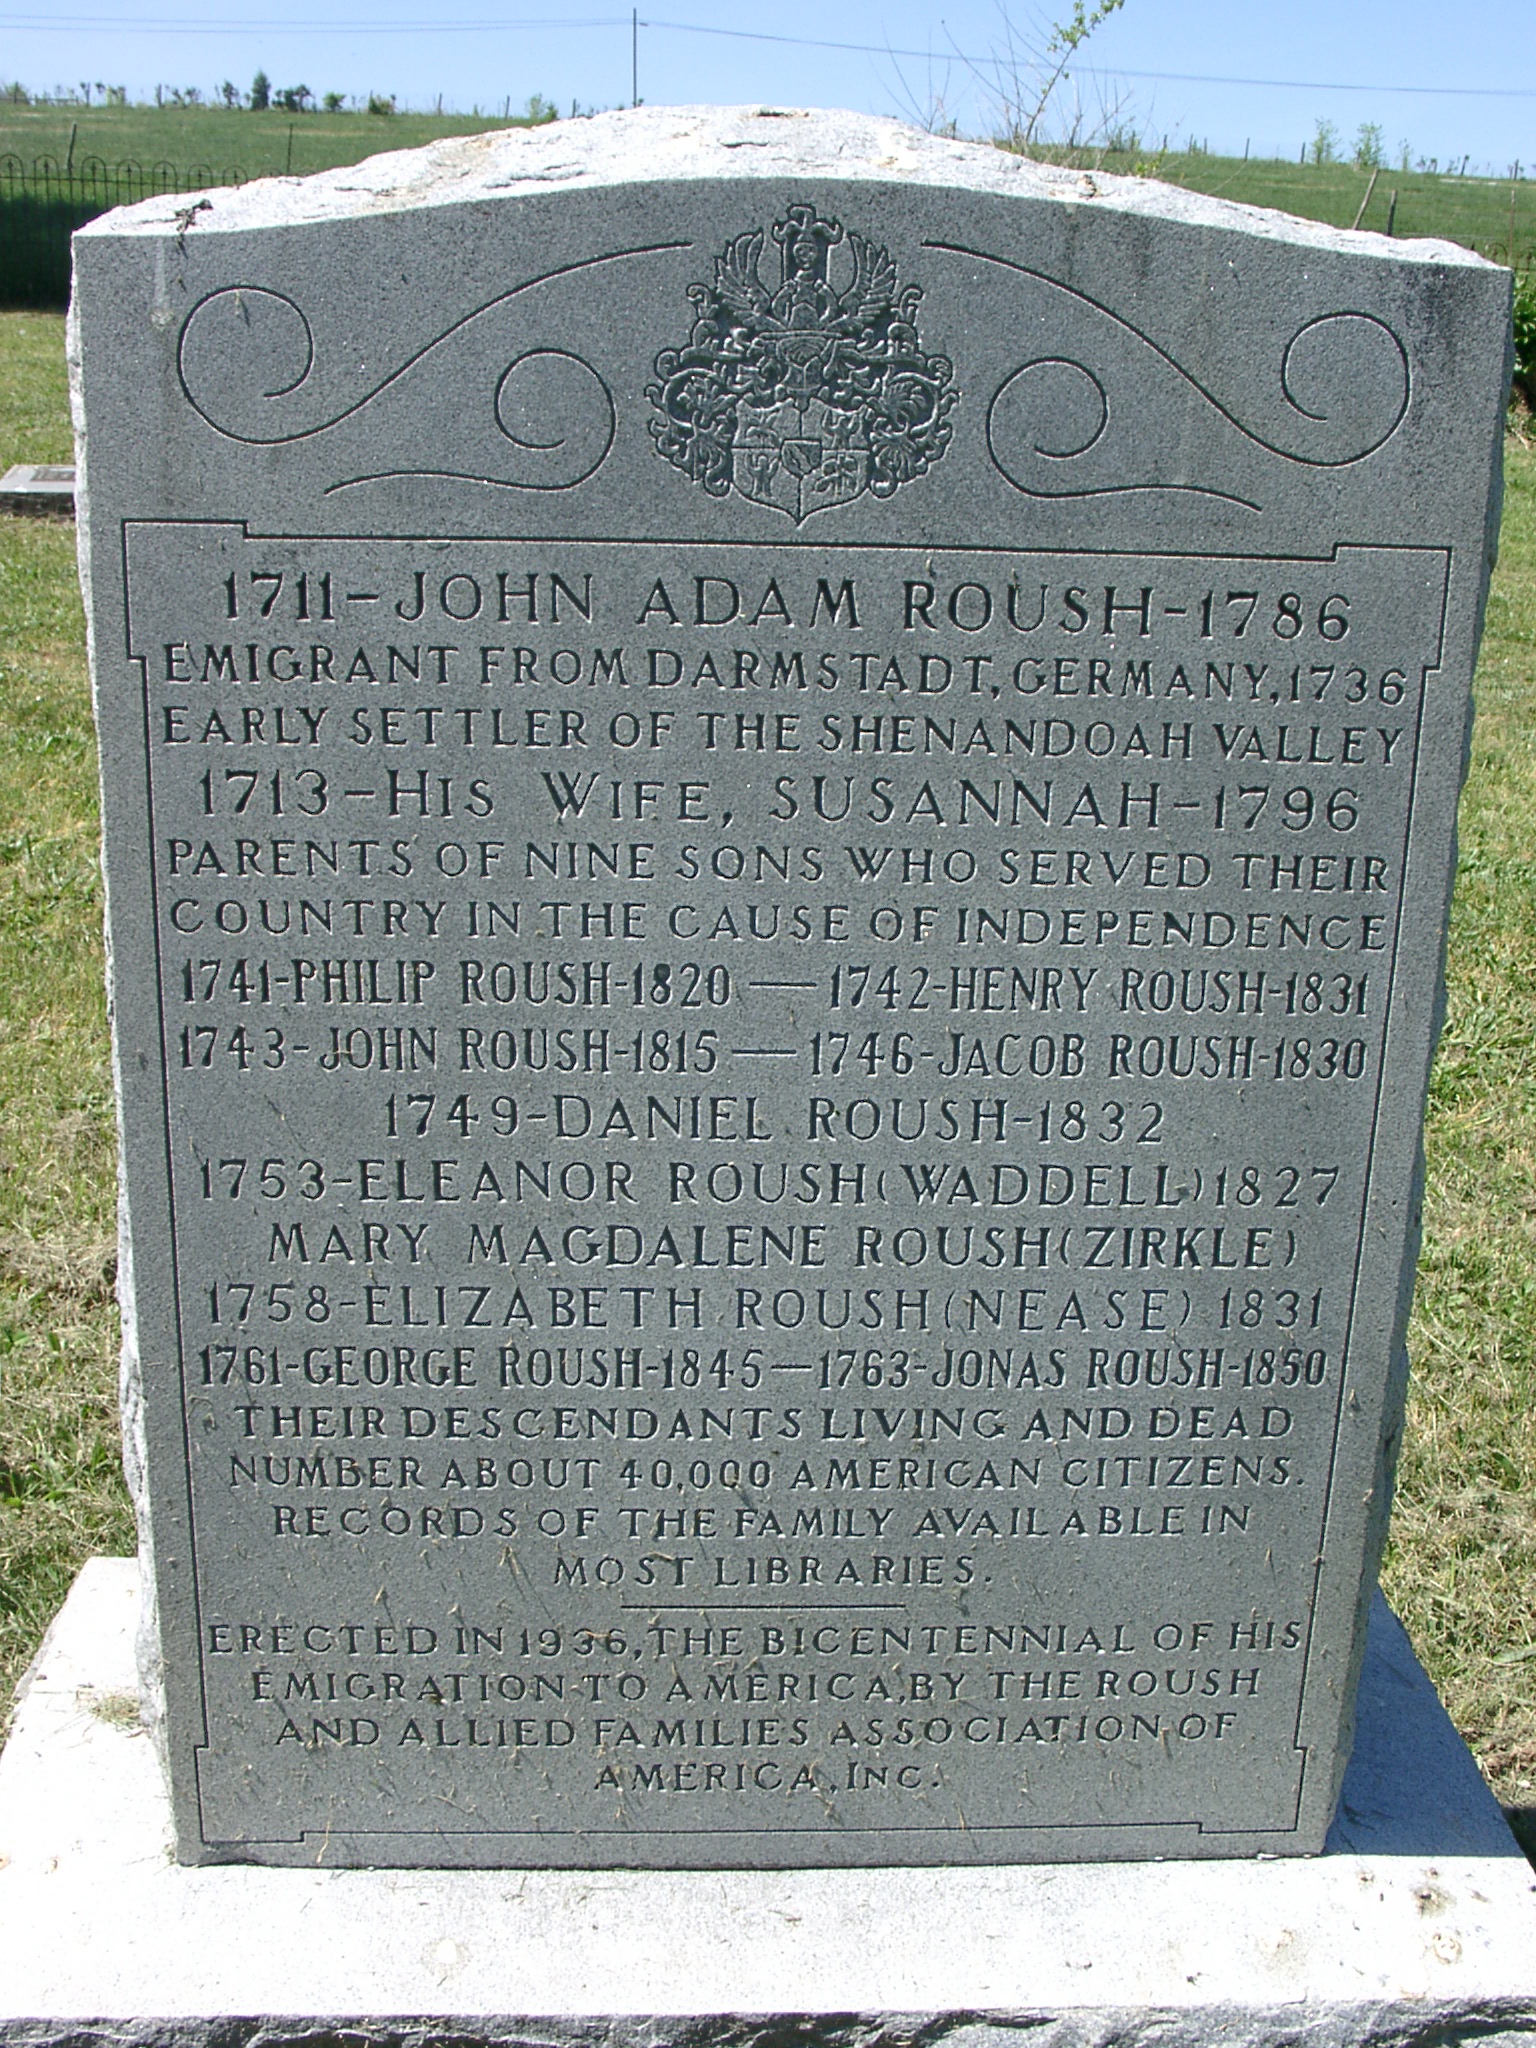 1711-JOHN ADAM ROUSH-1786
EMIGRANT FROM DARMSTADT, GERMANY, 1736
EARLY SETTLER OF THE SHENANDOAH VALLEY
1713-HIS WIFE, SUSANNAH-1796
PARENTS OF NINE SONS WHO SERVED THEIR
COUNTRY IN THE CAUSE OF INDEPENDENCE
1741-PHILIP ROUSH-1820 — 1742-HENRY ROUSH-1831
1743-JOHN ROUSH-1815 — 1746-JACOB ROUSH-1830
1749-DANIEL ROUSH-1832
1753-ELEANOR ROUSH (WADDELL) 1827
MARY MAGDALENE ROUSH (ZIRKLE)
1758-ELIZABETH ROUSH (NEASE) 1831
1761-GEORGE ROUSH-1845 — 1763-JONAS ROUSH-1850
THEIR DESCENDANTS LIVING AND DEAD
NUMBER ABOUT 40,000 AMERICAN CITIZENS.
RECORDS OF THE FAMILY AVAILABLE IN
MOST LIBRARIES.
ERECTED IN 1936, THE BICENTENNIAL OF HIS
EMIGRATION TO AMERICA, BY THE ROUSH
AND ALLIED FAMILIES ASSOCIATION OF
AMERICA, INC.